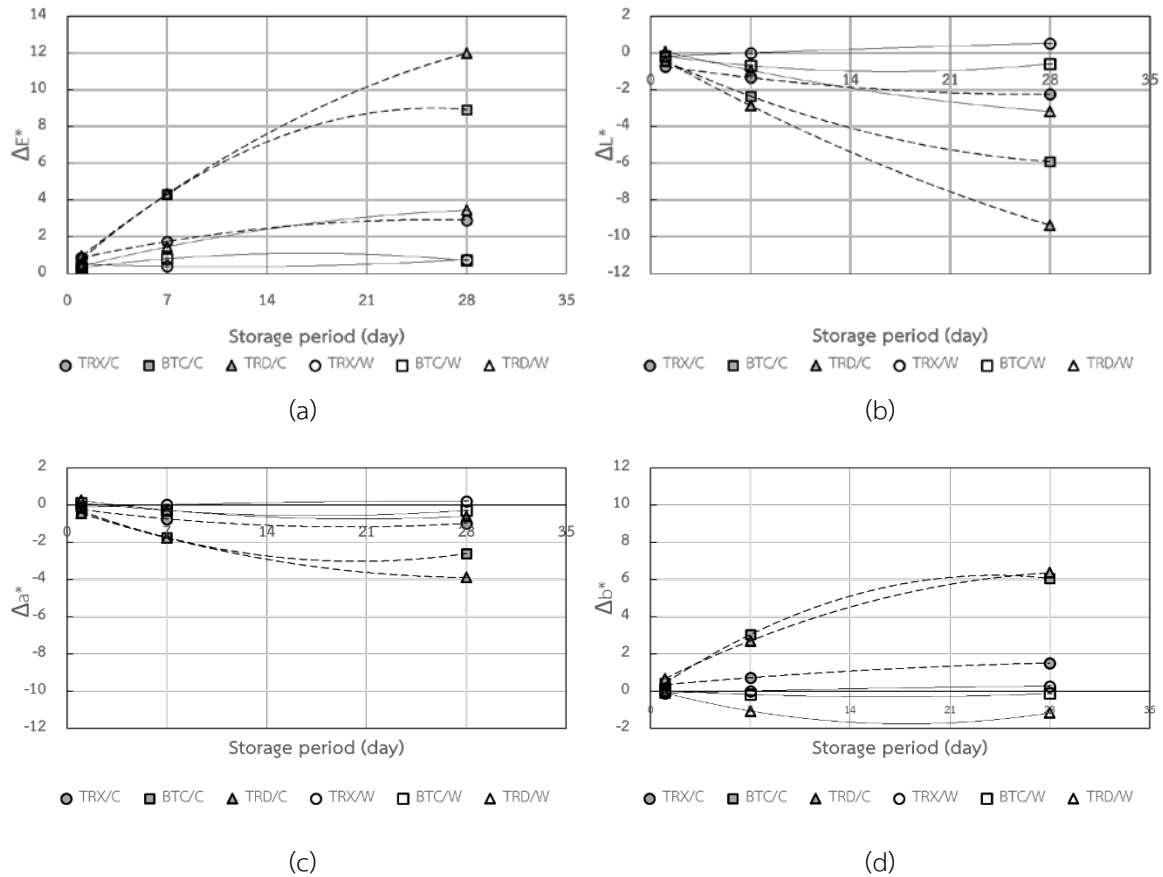 14
12
10
8
6
4
2
0
ΔE*
0 7 14 21 28 35
Storage period (day)
TRX/C BTC/C TRD/C TRX/W BTC/W TRD/W
(a)
2
0
-2
-4
-6
-8
-10
-12
ΔL*
0 7 14 21 28 35
Storage period (day)
TRX/C BTC/C TRD/C TRX/W BTC/W TRD/W
(b)
2
0
-2
-4
-6
-8
-10
-12
Δa*
0 7 14 21 28 35
Storage period (day)
TRX/C BTC/C TRD/C TRX/W BTC/W TRD/W
(c)
12
10
8
6
4
2
0
-2
Δb*
0 7 14 21 28 35
Storage period (day)
TRX/C BTC/C TRD/C TRX/W BTC/W TRD/W
(d)